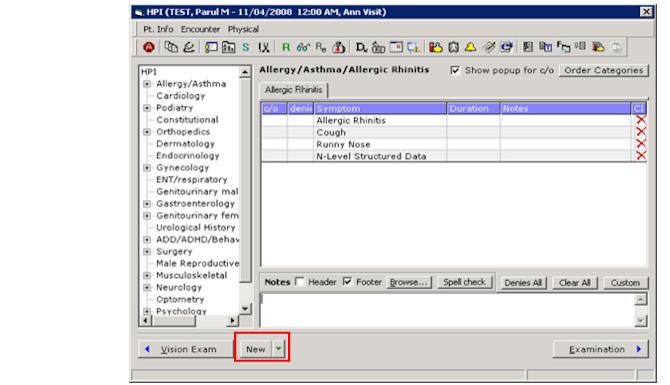 HPI (TEST, Parul M - 11/04/2008 12:00 AM, Ann Visit)
Pt. Info Encounter Physical
S
R
Re
HPI
Allergy/Asthma
Cardiology
Podiatry
Constitutional
Orthopedics
Dermatology
Endocrinology
Gynecology
ENT/respiratory
Genitourinary mal
Gastroenterology
Genitourinary fem
Urological History
ADD/ADHD/Behav
Surgery
Male Reproductive
Musculoskeletal
Neurology
Optometry
Psychology
Allergy/Asthma/Allergic Rhinitis Show popup for c/o Order Categories
Allergic Rhinitis
c/o denie Symptom Duration Notes Cl
Allergic Rhinitis
Cough
Runny Nose
N-Level Structured Data
Notes Header Footer Browse... Spell check Denies All Clear All Custom
Vision Exam New Examination